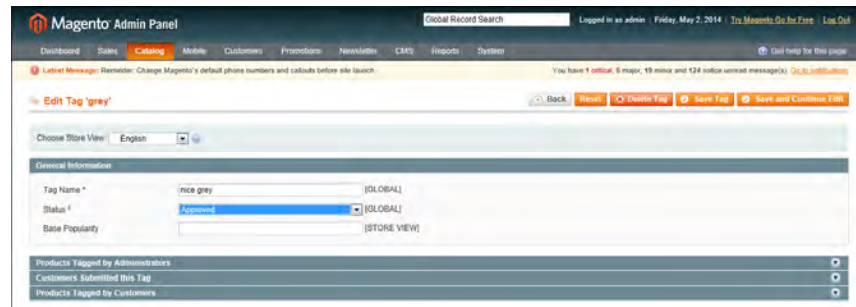 Magento Admin Panel
Global Record Search
Logged in as admin | Friday, May 2, 2014 | Try Magento Go for Free | Log Out
Dashboard Sales Catalog Mobile Customers Promotions Newsletter CMS Reports System
Get help for this page
Latest Message: Reminder: Change Magento's default phone numbers and callouts before site launch
You have 1 critical, 5 major, 19 minor and 124 notice unread message(s). Go to notifications
Edit Tag 'grey'
Back Reset Delete Tag Save Tag Save and Continue Edit
Choose Store View: English
General Information
Tag Name * nice grey [GLOBAL]
Status * Approved [GLOBAL]
Base Popularity [STORE VIEW]
Products Tagged by Administrators
Customers Submitted this Tag
Products Tagged by Customers